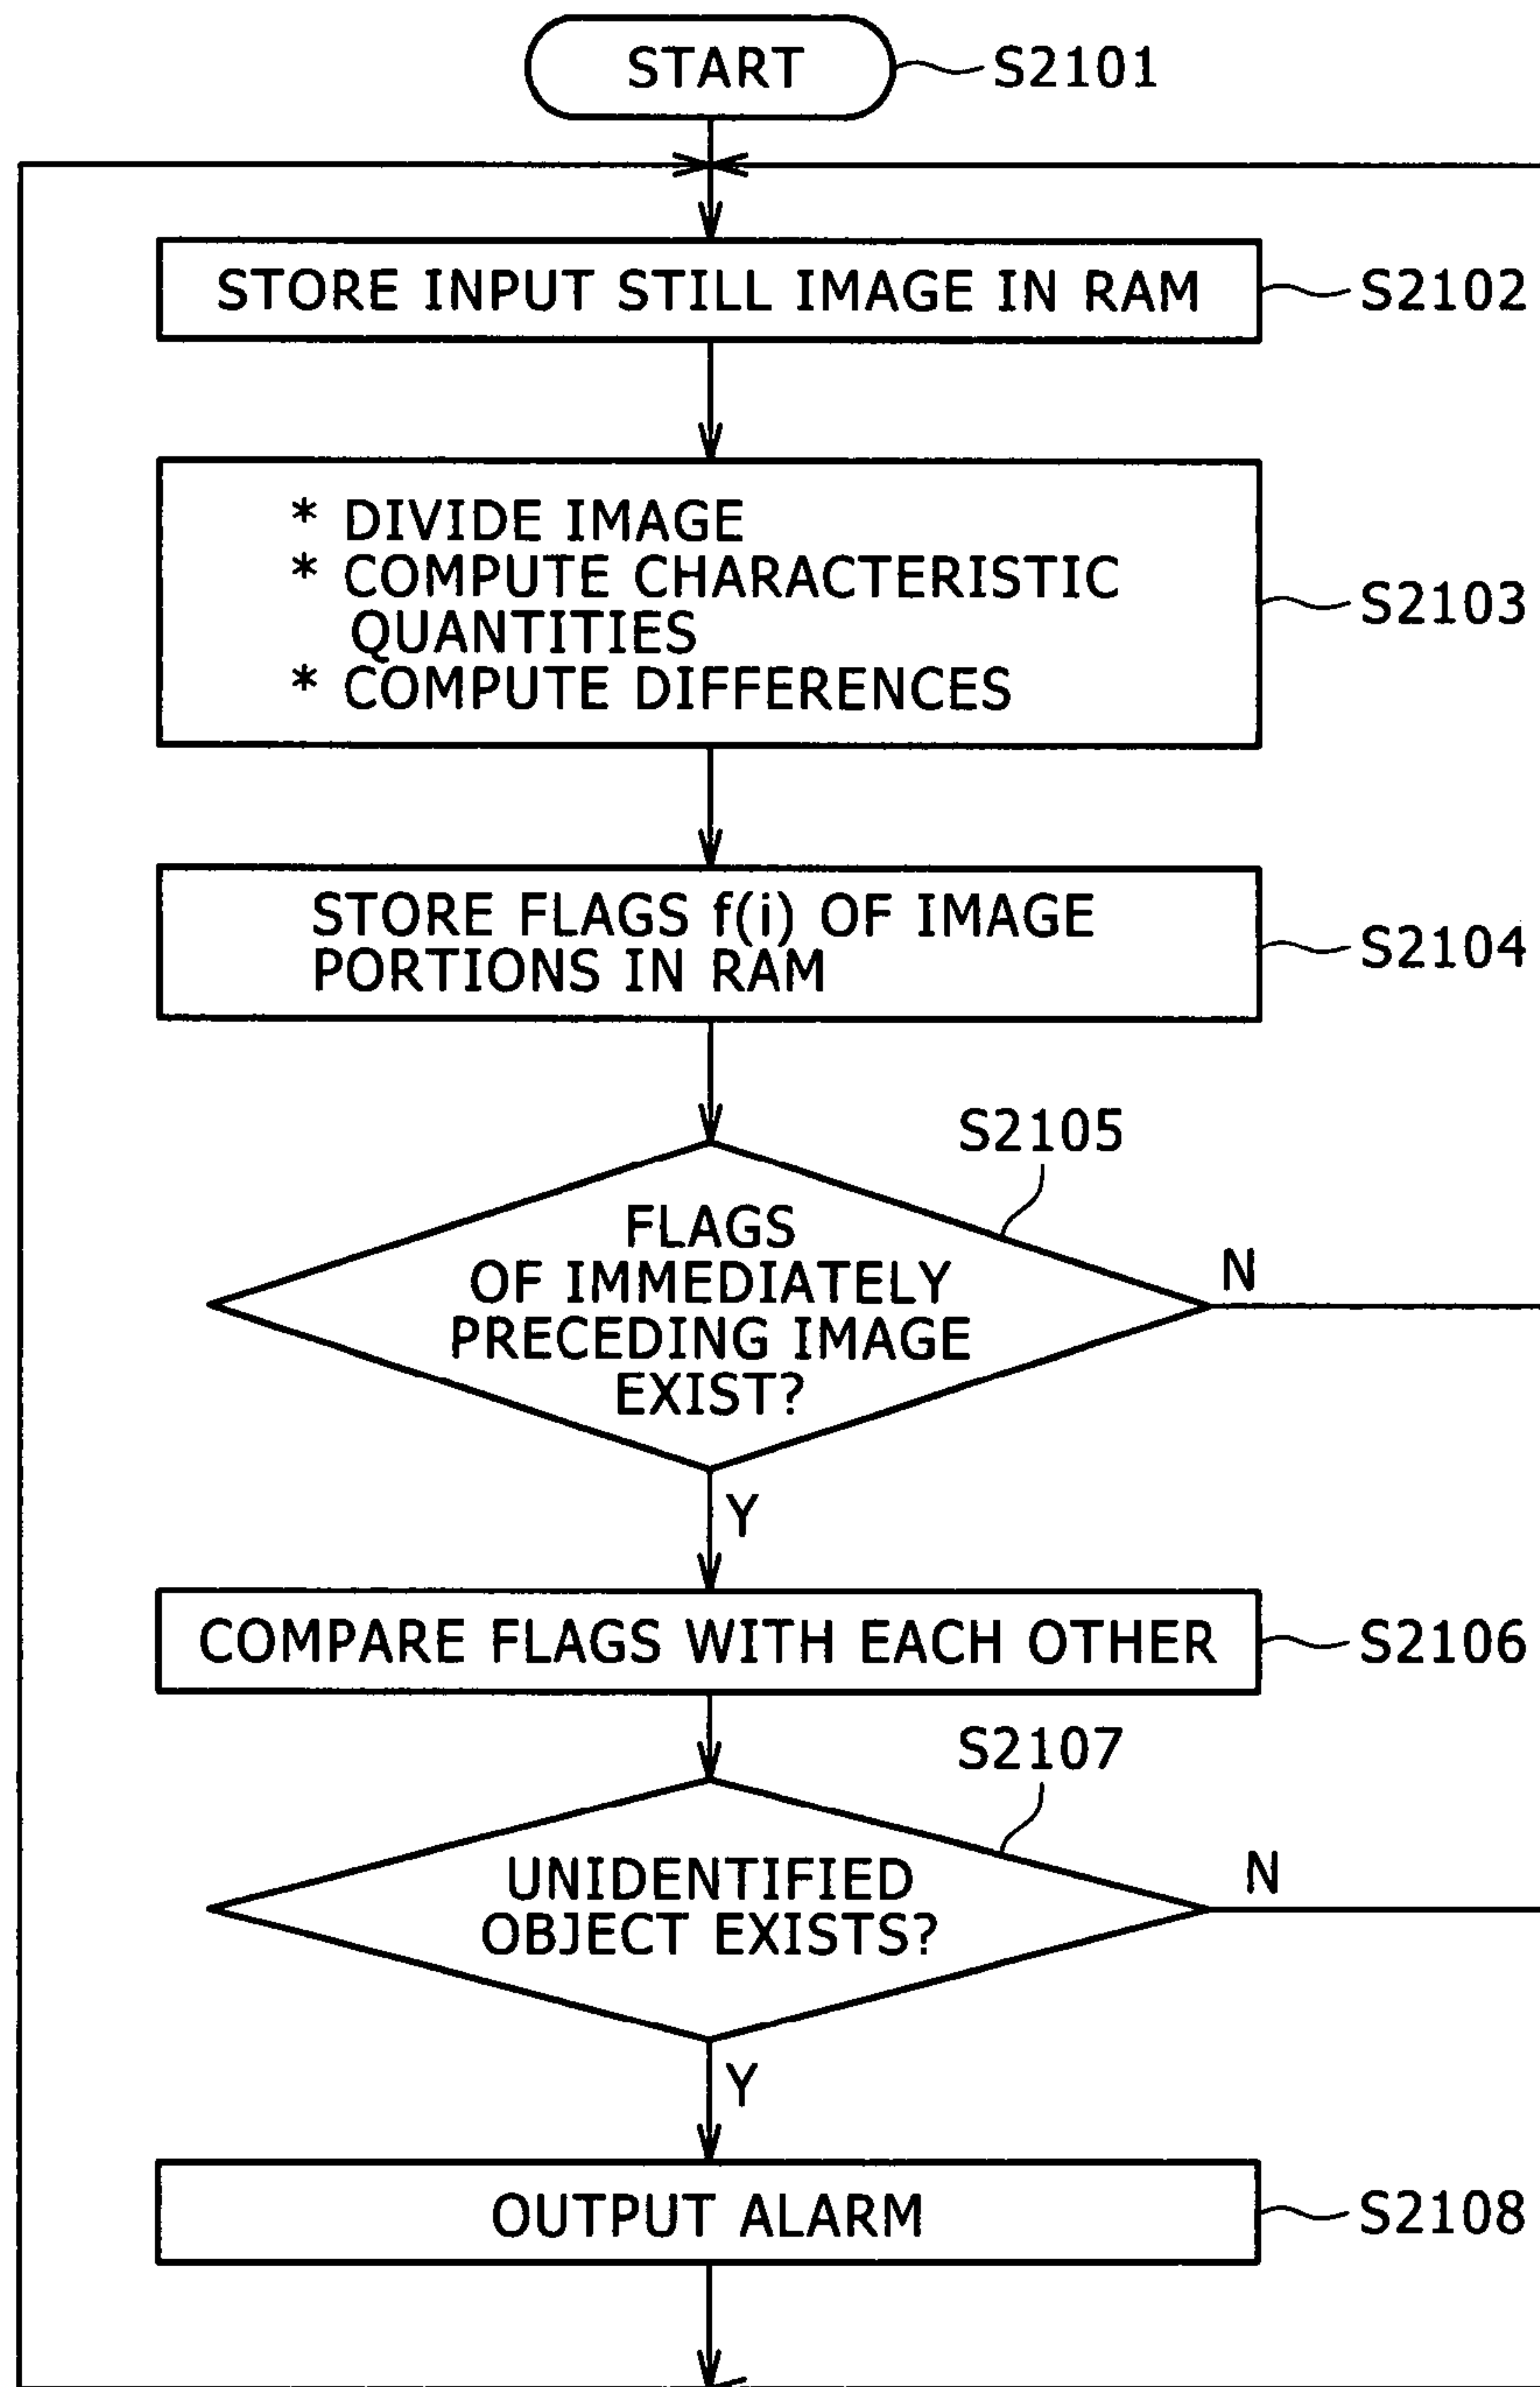 START
S2101
STORE INPUT STILL IMAGE IN RAM
S2102
* DIVIDE IMAGE
* COMPUTE CHARACTERISTIC
QUANTITIES
* COMPUTE DIFFERENCES
S2103
STORE FLAGS f(i) OF IMAGE
PORTIONS IN RAM
S2104
S2105
FLAGS
OF IMMEDIATELY
PRECEDING IMAGE
EXIST?
N
Y
COMPARE FLAGS WITH EACH OTHER
S2106
S2107
UNIDENTIFIED
OBJECT EXISTS?
N
Y
OUTPUT ALARM
S2108